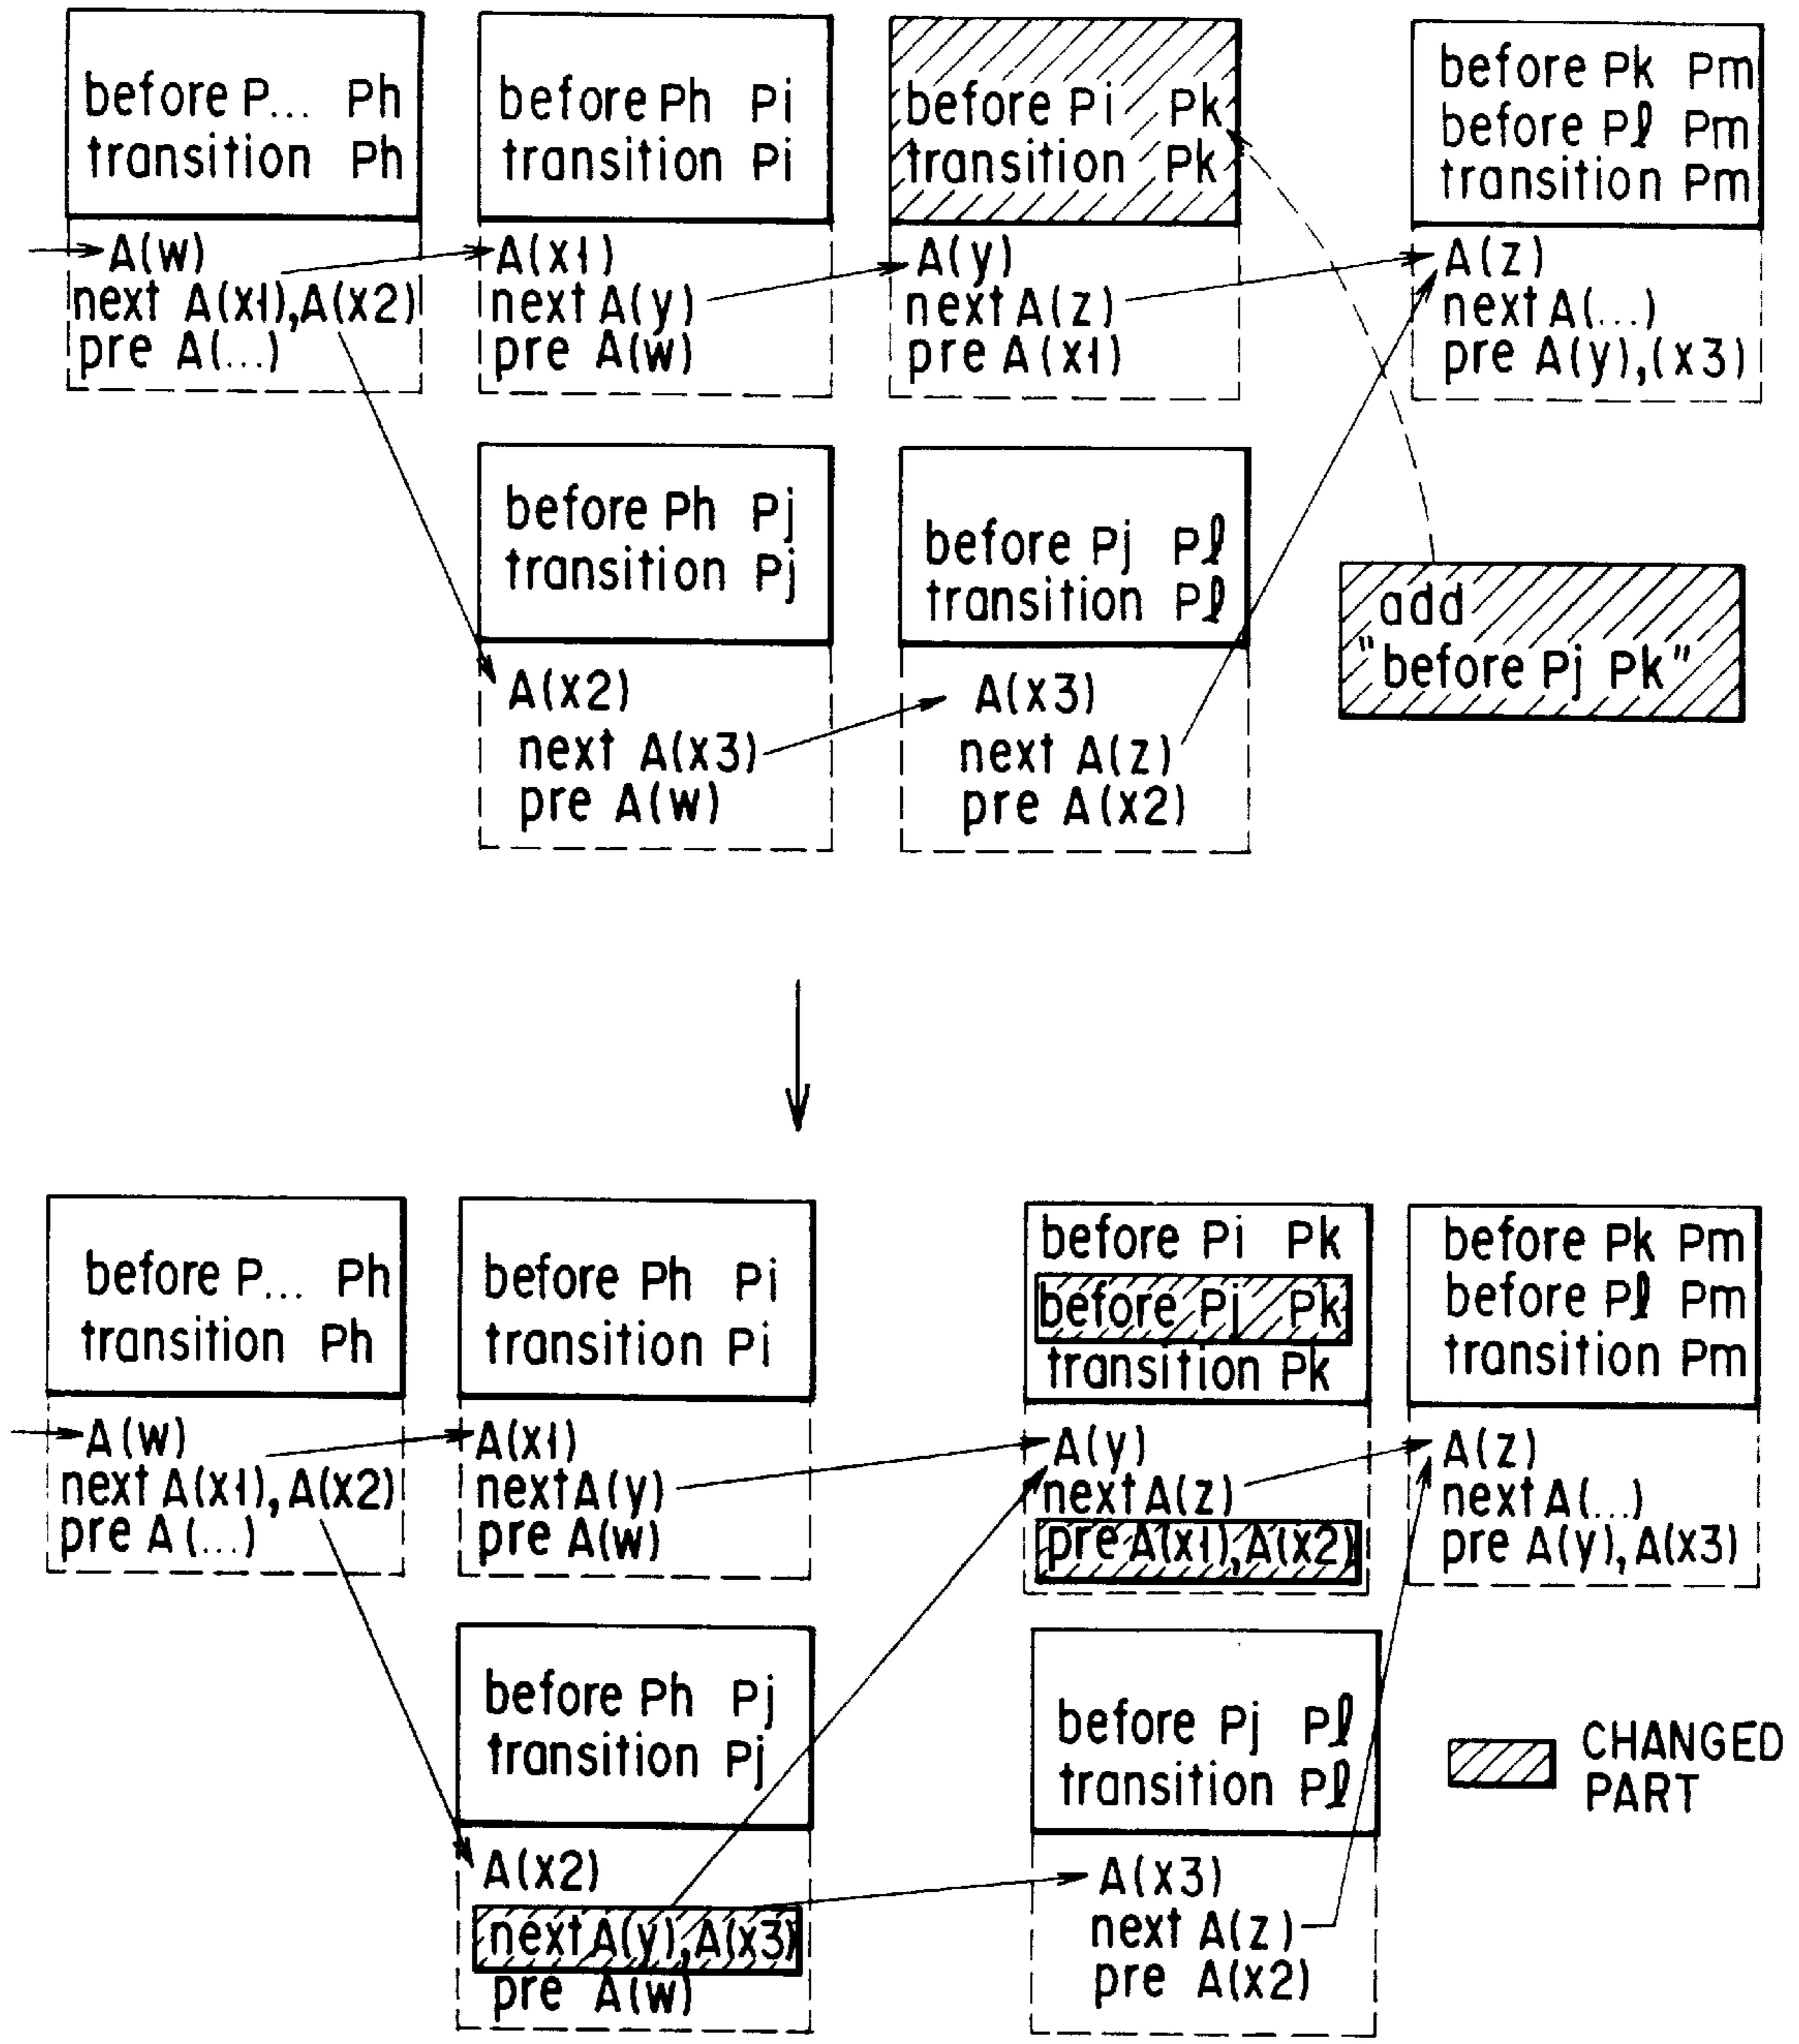 before P... Ph
transition Ph
A(w)
next A(x1),A(x2)
pre A(...)
before Ph Pi
transition Pi
A(x1)
next A(y)
pre A(w)
before Pi Pk
transition Pk
A(y)
next A(z)
pre A(x1)
before Pk Pm
before Pl Pm
transition Pm
A(z)
next A(...)
pre A(y),(x3)
before Ph Pj
transition Pj
A(x2)
next A(x3)
pre A(w)
before Pj Pl
transition Pl
A(x3)
next A(z)
pre A(x2)
add
"before Pj Pk"
before P... Ph
transition Ph
A(w)
next A(x1),A(x2)
pre A(...)
before Ph Pi
transition Pi
A(x1)
next A(y)
pre A(w)
before Pi Pk
before Pj Pk
transition Pk
A(y)
next A(z)
pre A(x1),A(x2)
before Pk Pm
before Pl Pm
transition Pm
A(z)
next A(...)
pre A(y),A(x3)
before Ph Pj
transition Pj
A(x2)
next A(y),A(x3)
pre A(w)
before Pj Pl
transition Pl
A(x3)
next A(z)
pre A(x2)
CHANGED
PART